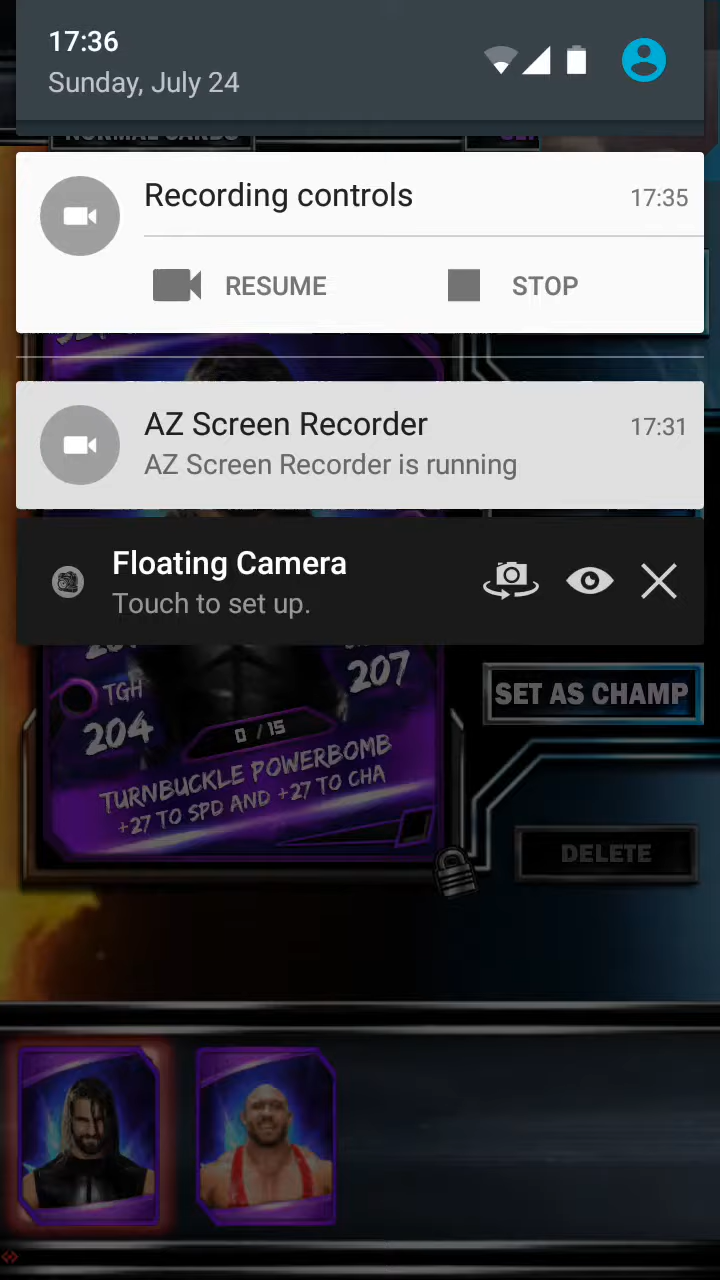 17:36
Sunday, July 24
NORMAL CARDS
Recording controls
17:35
RESUME
STOP
AZ Screen Recorder
17:31
AZ Screen Recorder is running
Floating Camera
Touch to set up.
207
TGH
204
SET AS CHAMP
0 / 15
TURNBUCKLE POWERBOMB
+27 TO SPD AND +27 TO CHA
DELETE